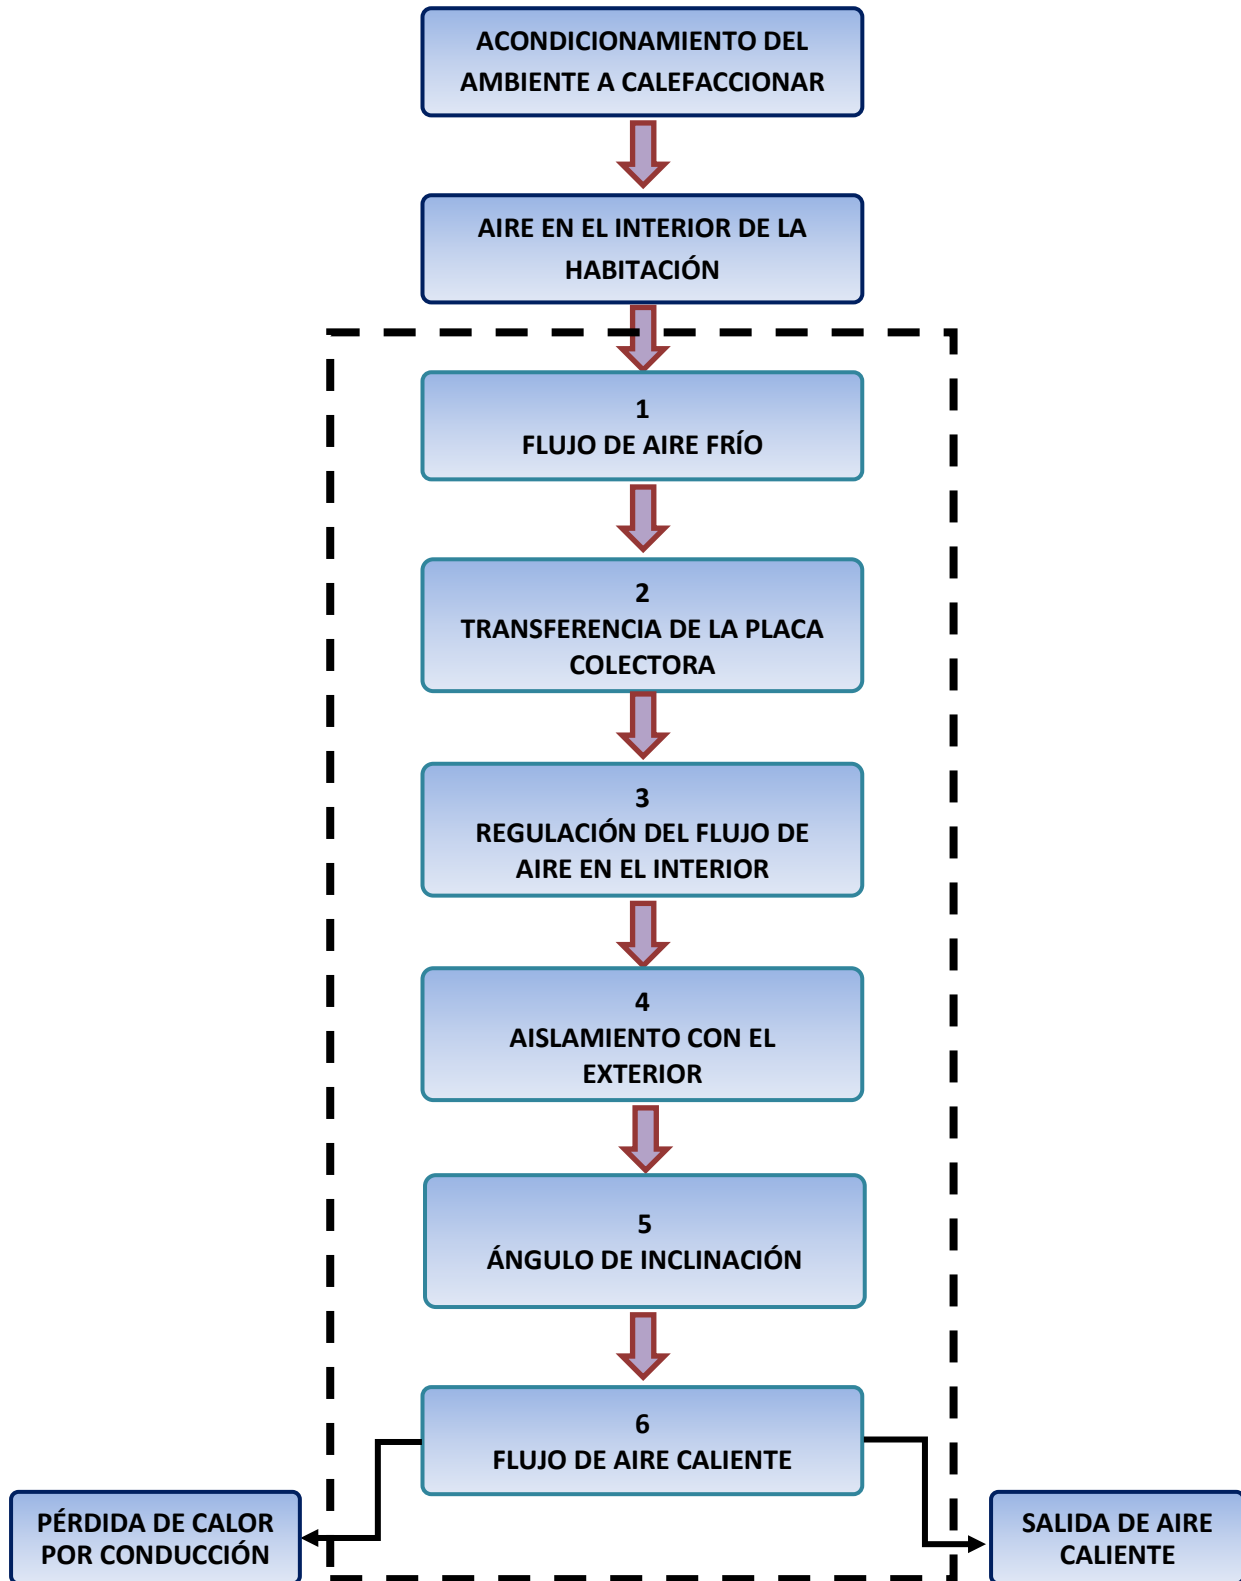 ACONDICIONAMIENTO DEL
AMBIENTE A CALEFACCIONAR
AIRE EN EL INTERIOR DE LA
HABITACIÓN
1
FLUJO DE AIRE FRÍO
2
TRANSFERENCIA DE LA PLACA
COLECTORA
3
REGULACIÓN DEL FLUJO DE
AIRE EN EL INTERIOR
4
AISLAMIENTO CON EL
EXTERIOR
5
ÁNGULO DE INCLINACIÓN
6
FLUJO DE AIRE CALIENTE
PÉRDIDA DE CALOR
POR CONDUCCIÓN
SALIDA DE AIRE
CALIENTE